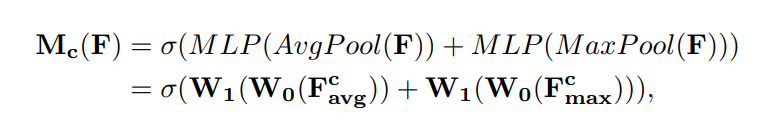 M_c(F) = σ(MLP(AvgPool(F)) + MLP(MaxPool(F)))
= σ(W_1(W_0(F^c_avg)) + W_1(W_0(F^c_max))),